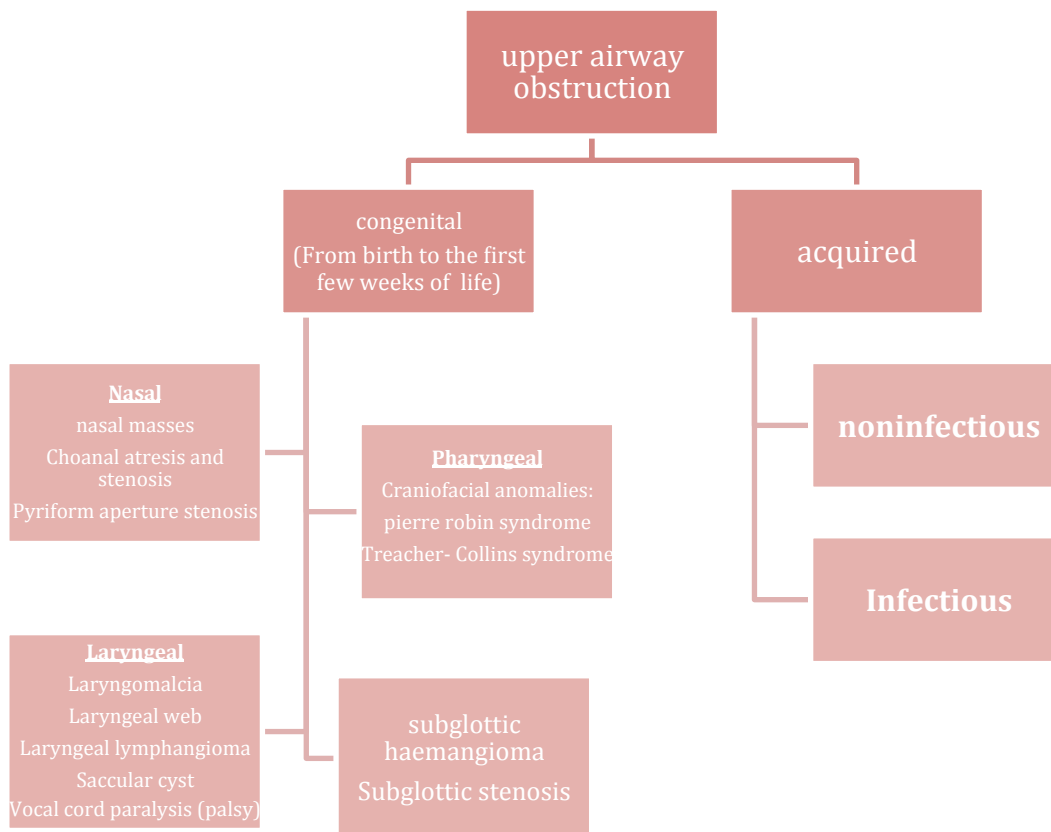 upper airway
obstruction
congenital
(From birth to the first
few weeks of life)
acquired
Nasal
nasal masses
Choanal atresis and
stenosis
Pyriform aperture stenosis
Pharyngeal
Craniofacial anomalies:
pierre robin syndrome
Treacher- Collins syndrome
noninfectious
Infectious
Laryngeal
Laryngomalcia
Laryngeal web
Laryngeal lymphangioma
Saccular cyst
Vocal cord paralysis (palsy)
subglottic
haemangioma
Subglottic stenosis